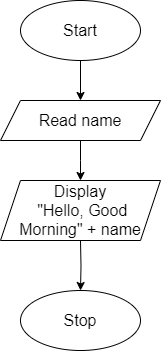 Start
Read name
Display
"Hello, Good
Morning" + name
Stop